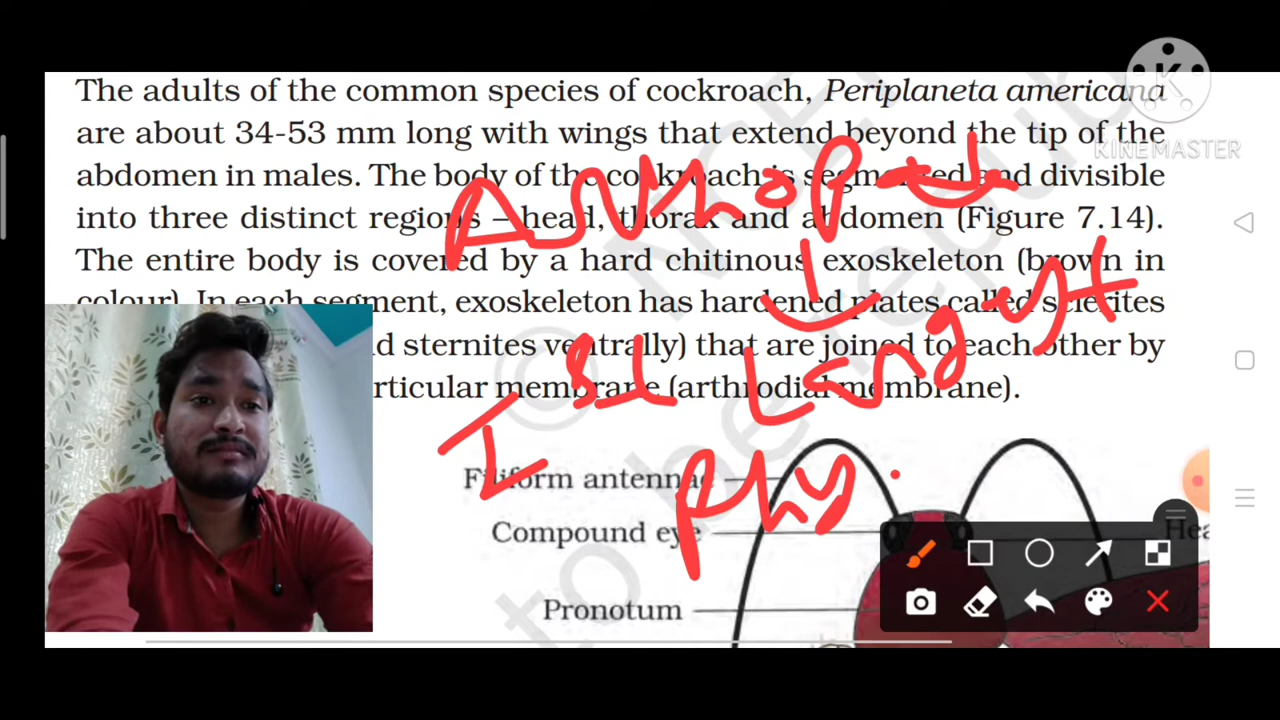 The adults of the common species of cockroach, Periplaneta americana
are about 34-53 mm long with wings that extend beyond the tip of the
abdomen in males. The body of the cockroach is segmented and divisible
into three distinct regions – head, thorax and abdomen (Figure 7.14).
The entire body is covered by a hard chitinous exoskeleton (brown in
colour). In each segment, exoskeleton has hardened plates called sclerites
d sternites ventrally) that are joined to each other by
rticular membrane (arthrodial membrane).
Filiform antennae
Compound eye
Pronotum
Hea
KINEMASTER
K
Ist
Phy.